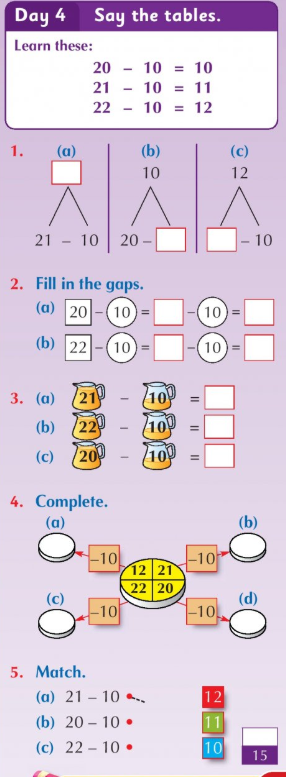 Day 4 Say the tables.
Learn these:
20 – 10 = 10
21 – 10 = 11
22 – 10 = 12
1. (a) (b) (c)
10 12
21 – 10 20 – – 10
2. Fill in the gaps.
(a) 20 – 10 = – 10 =
(b) 22 – 10 = – 10 =
3. (a) 21 – 10 =
(b) 22 – 10 =
(c) 20 – 10 =
4. Complete.
(a) (b)
–10 –10
12 21
22 20
(c) (d)
–10 –10
5. Match.
(a) 21 – 10 12
(b) 20 – 10 11
(c) 22 – 10 10
15